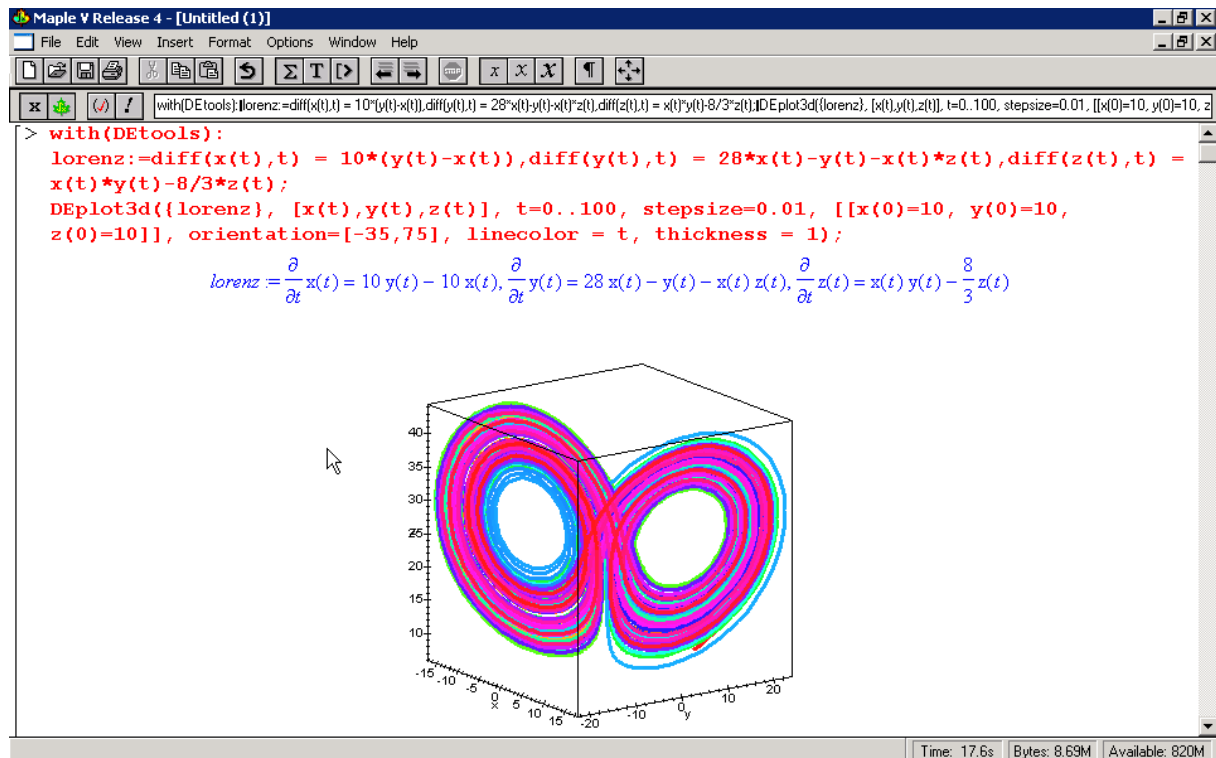 Maple V Release 4 - [Untitled (1)]
File Edit View Insert Format Options Window Help
Σ T [> STOP x x x ¶
x (√) ! with(DEtools):lorenz:=diff(x(t),t) = 10*(y(t)-x(t)),diff(y(t),t) = 28*x(t)-y(t)-x(t)*z(t),diff(z(t),t) = x(t)*y(t)-8/3*z(t);DEplot3d({lorenz}, [x(t),y(t),z(t)], t=0..100, stepsize=0.01, [[x(0)=10, y(0)=10, z
> with(DEtools):
lorenz:=diff(x(t),t) = 10*(y(t)-x(t)),diff(y(t),t) = 28*x(t)-y(t)-x(t)*z(t),diff(z(t),t) =
x(t)*y(t)-8/3*z(t);
DEplot3d({lorenz}, [x(t),y(t),z(t)], t=0..100, stepsize=0.01, [[x(0)=10, y(0)=10,
z(0)=10]], orientation=[-35,75], linecolor = t, thickness = 1);
lorenz := ∂/∂t x(t) = 10 y(t) − 10 x(t), ∂/∂t y(t) = 28 x(t) − y(t) − x(t) z(t), ∂/∂t z(t) = x(t) y(t) − 8/3 z(t)
40
35
30
z25
20
15
10
-15 -10 -5 0 5 10 15
x
-20 -10 0 10 20
y
Time: 17.6s Bytes: 8.69M Available: 820M